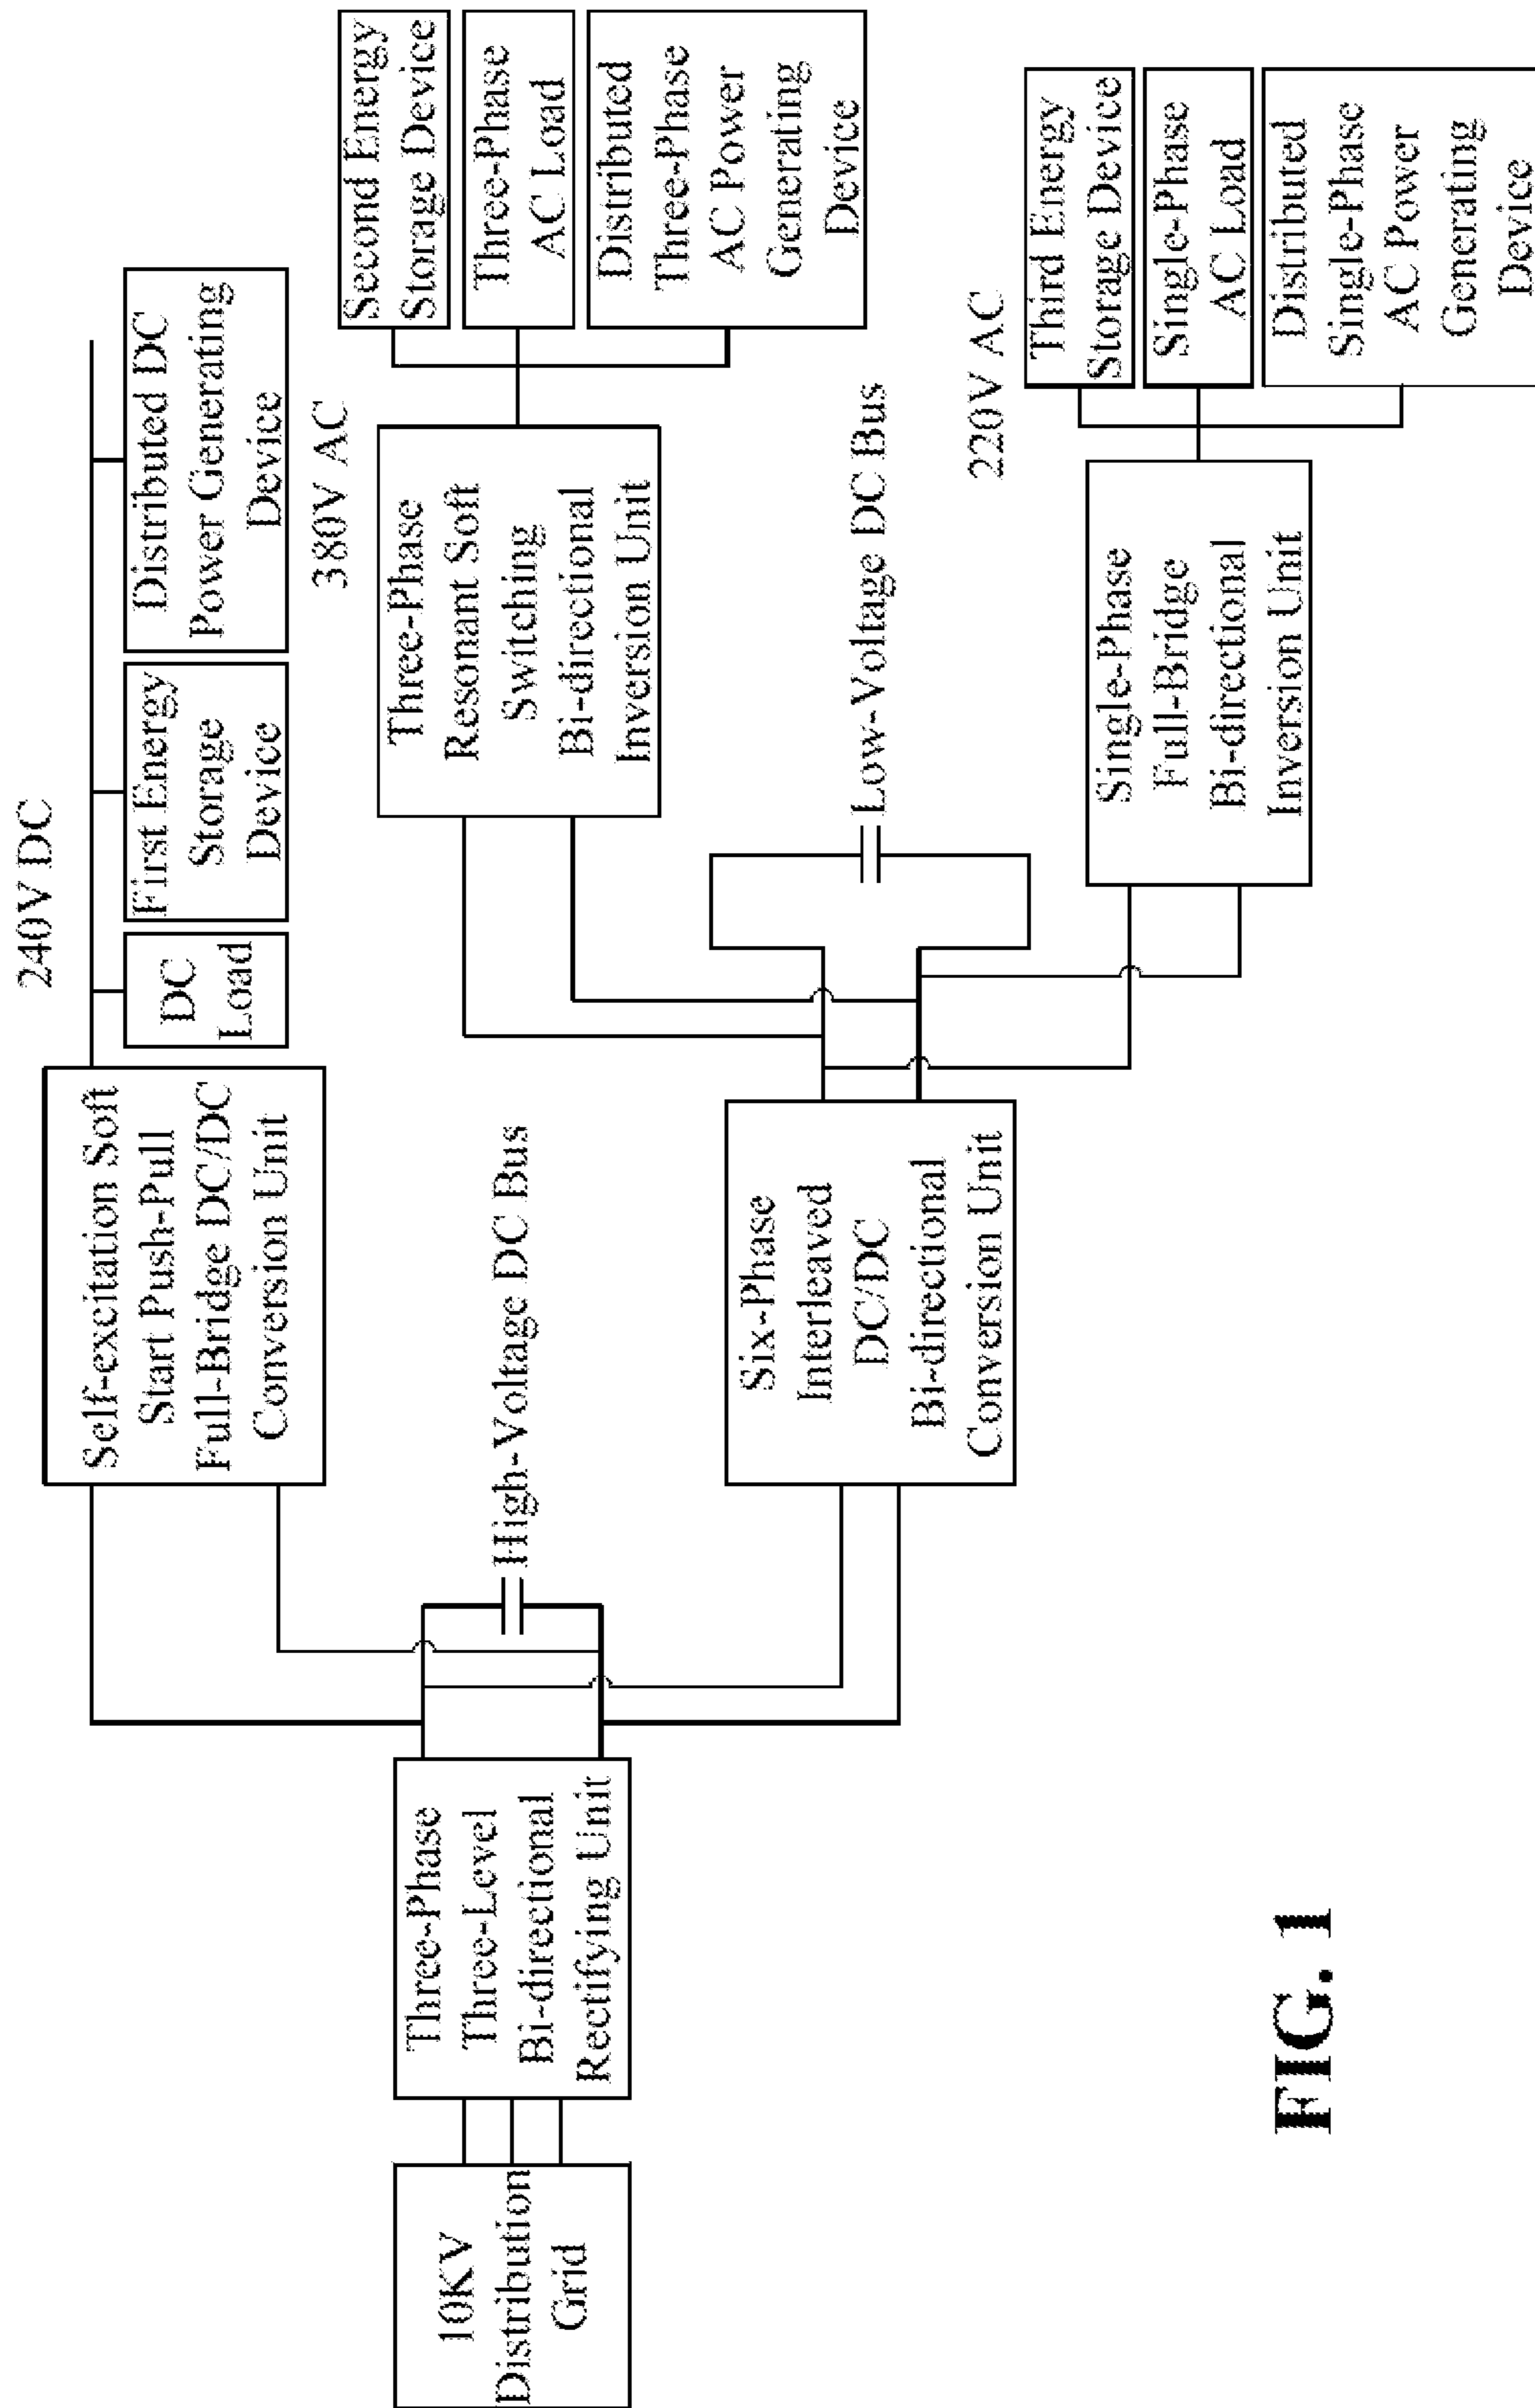 10KV
Distribution
Grid
Three-Phase
Three-Level
Bi-directional
Rectifying Unit
High-Voltage DC Bus
Self-excitation Soft
Start Push-Pull
Full-Bridge DC/DC
Conversion Unit
240V DC
DC
Load
First Energy
Storage
Device
Distributed DC
Power Generating
Device
Six-Phase
Interleaved
DC/DC
Bi-directional
Conversion Unit
Low-Voltage DC Bus
Three-Phase
Resonant Soft
Switching
Bi-directional
Inversion Unit
380V AC
Second Energy
Storage Device
Three-Phase
AC Load
Distributed
Three-Phase
AC Power
Generating
Device
Single-Phase
Full-Bridge
Bi-directional
Inversion Unit
220V AC
Third Energy
Storage Device
Single-Phase
AC Load
Distributed
Single-Phase
AC Power
Generating
Device
FIG. 1